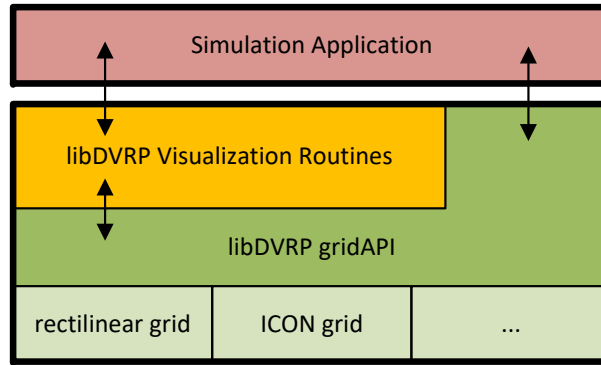 Simulation Application
libDVRP Visualization Routines
libDVRP gridAPI
rectilinear grid
ICON grid
...